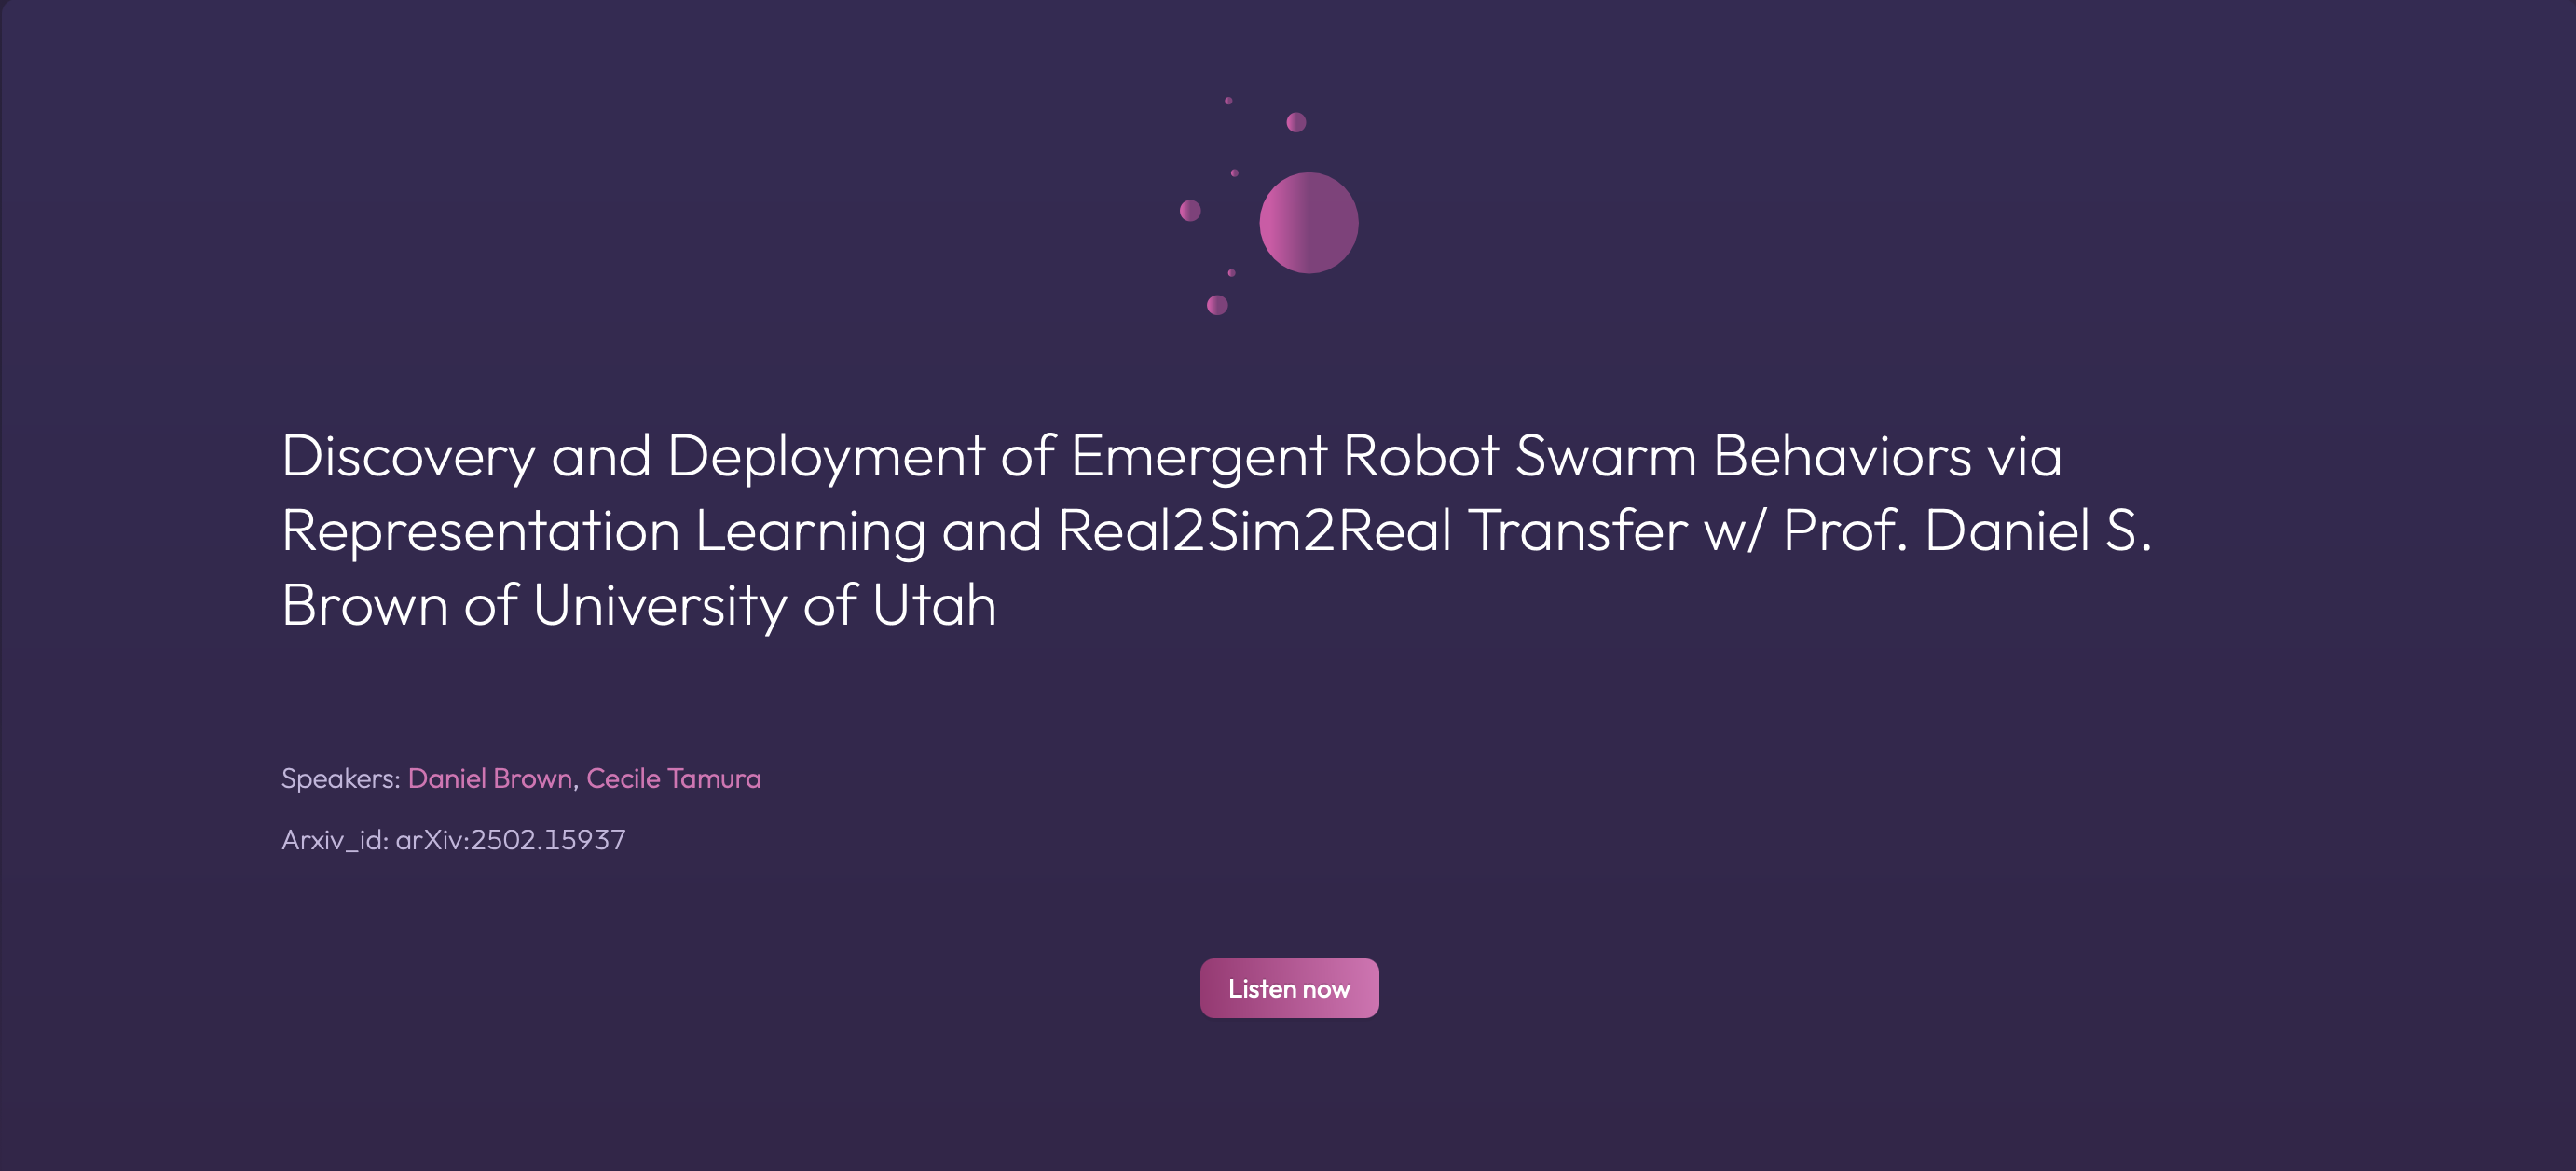 Discovery and Deployment of Emergent Robot Swarm Behaviors via
Representation Learning and Real2Sim2Real Transfer w/ Prof. Daniel S.
Brown of University of Utah
Speakers: Daniel Brown, Cecile Tamura
Arxiv_id: arXiv:2502.15937
Listen now